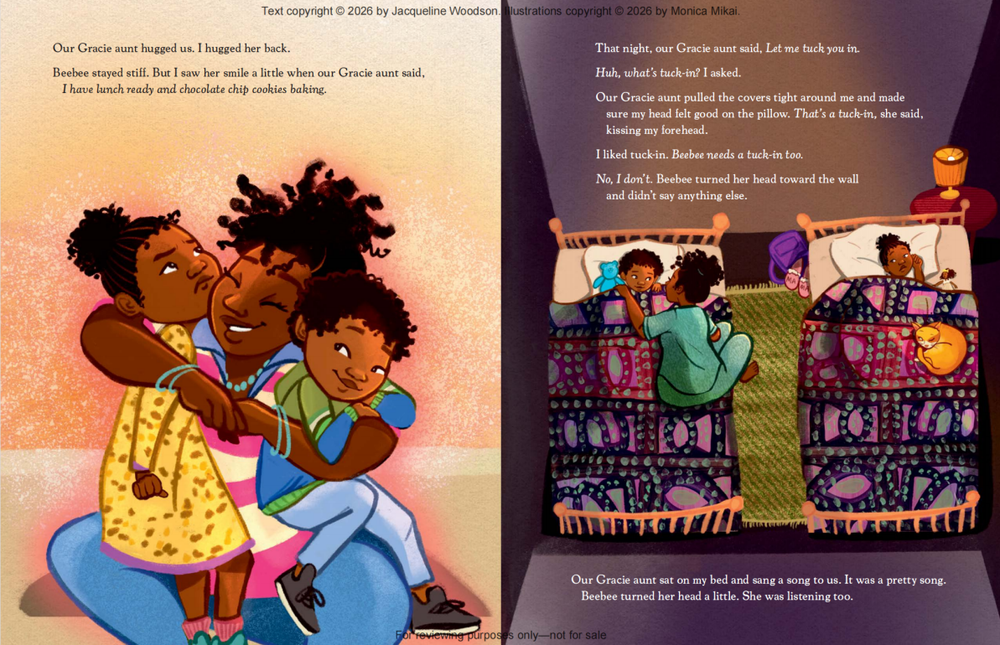 Text copyright © 2026 by Jacqueline Woodson. Illustrations copyright © 2026 by Monica Mikai.
Our Gracie aunt hugged us. I hugged her back.
Beebee stayed stiff. But I saw her smile a little when our Gracie aunt said,
I have lunch ready and chocolate chip cookies baking.
That night, our Gracie aunt said, Let me tuck you in.
Huh, what's tuck-in? I asked.
Our Gracie aunt pulled the covers tight around me and made
sure my head felt good on the pillow. That's a tuck-in, she said,
kissing my forehead.
I liked tuck-in. Beebee needs a tuck-in too.
No, I don't. Beebee turned her head toward the wall
and didn't say anything else.
Our Gracie aunt sat on my bed and sang a song to us. It was a pretty song.
Beebee turned her head a little. She was listening too.
For reviewing purposes only—not for sale